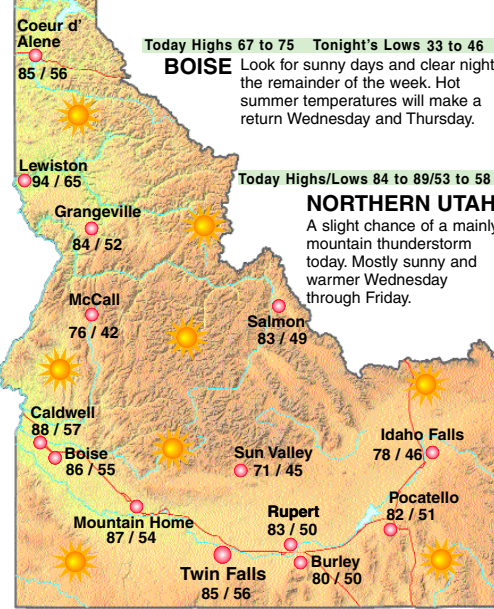 Coeur d'
Alene
85 / 56
Today Highs 67 to 75 Tonight's Lows 33 to 46
BOISE Look for sunny days and clear night
the remainder of the week. Hot
summer temperatures will make a
return Wednesday and Thursday.
Lewiston
94 / 65
Today Highs/Lows 84 to 89/53 to 58
NORTHERN UTAH
A slight chance of a mainly
mountain thunderstorm
today. Mostly sunny and
warmer Wednesday
through Friday.
Grangeville
84 / 52
McCall
76 / 42
Salmon
83 / 49
Caldwell
88 / 57
Boise
86 / 55
Sun Valley
71 / 45
Idaho Falls
78 / 46
Mountain Home
87 / 54
Rupert
83 / 50
Pocatello
82 / 51
Twin Falls
85 / 56
Burley
80 / 50